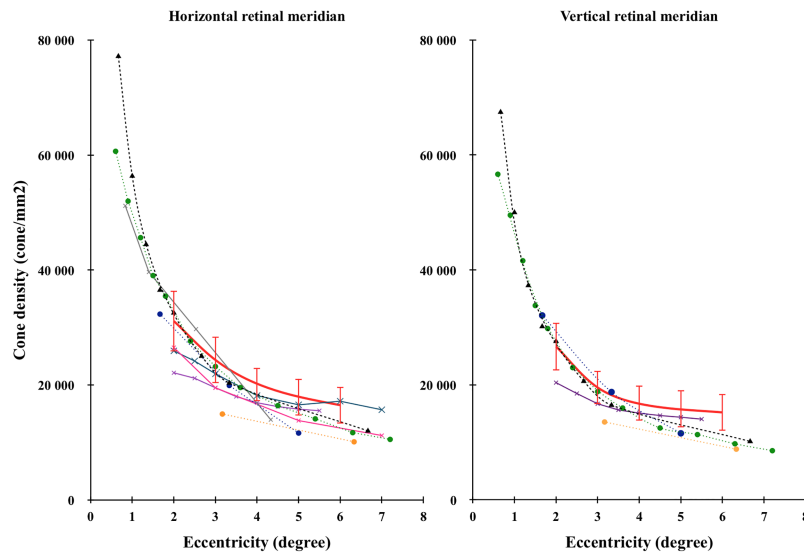 Horizontal retinal meridian
Vertical retinal meridian
Cone density (cone/mm2)
80 000
60 000
40 000
20 000
0
0 1 2 3 4 5 6 7 8
Eccentricity (degree)
80 000
60 000
40 000
20 000
0
0 1 2 3 4 5 6 7 8
Eccentricity (degree)